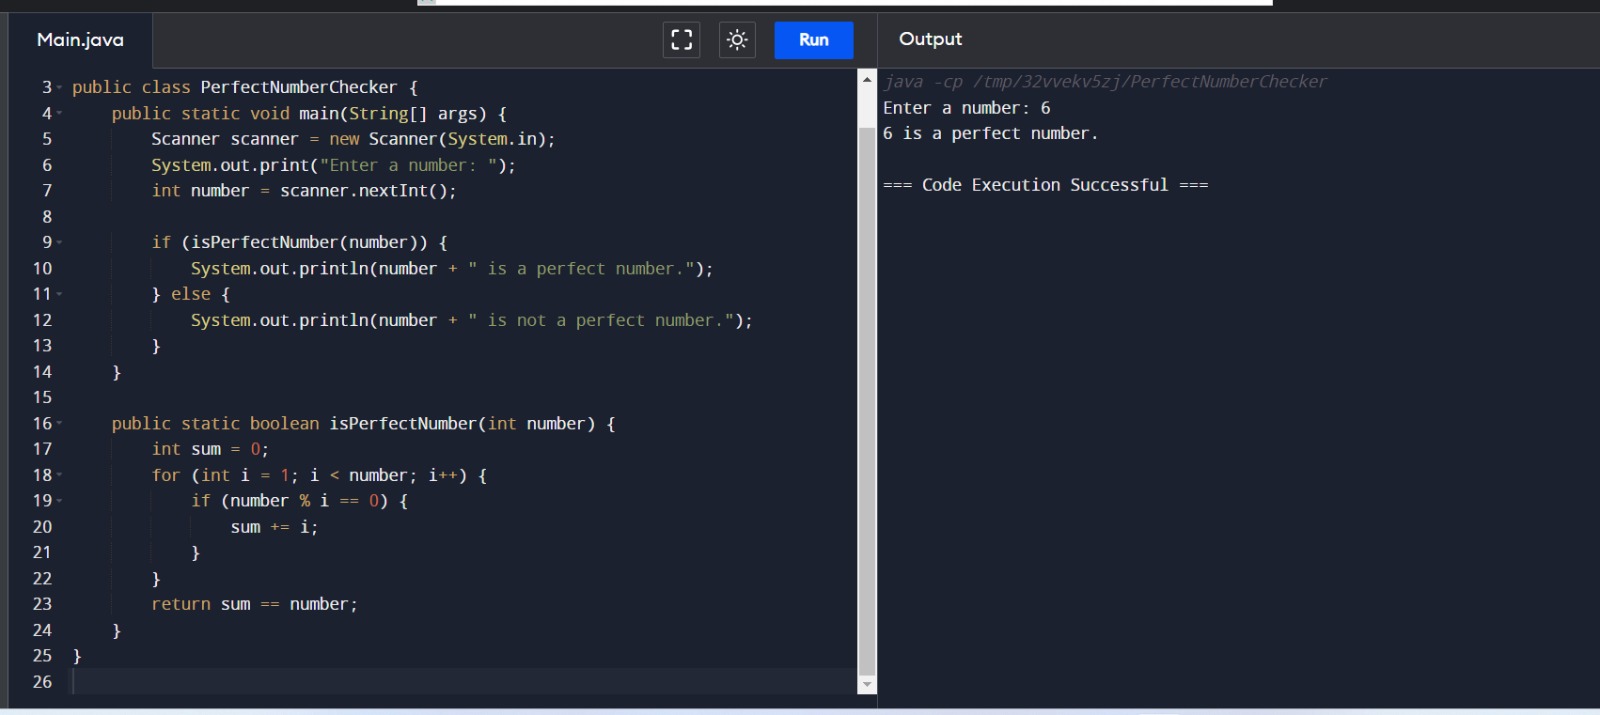 Main.java
Run
Output
3 public class PerfectNumberChecker {
4     public static void main(String[] args) {
5         Scanner scanner = new Scanner(System.in);
6         System.out.print("Enter a number: ");
7         int number = scanner.nextInt();
8
9         if (isPerfectNumber(number)) {
10             System.out.println(number + " is a perfect number.");
11         } else {
12             System.out.println(number + " is not a perfect number.");
13         }
14     }
15
16     public static boolean isPerfectNumber(int number) {
17         int sum = 0;
18         for (int i = 1; i < number; i++) {
19             if (number % i == 0) {
20                 sum += i;
21             }
22         }
23         return sum == number;
24     }
25 }
26
java -cp /tmp/32vvekv5zj/PerfectNumberChecker
Enter a number: 6
6 is a perfect number.
=== Code Execution Successful ===